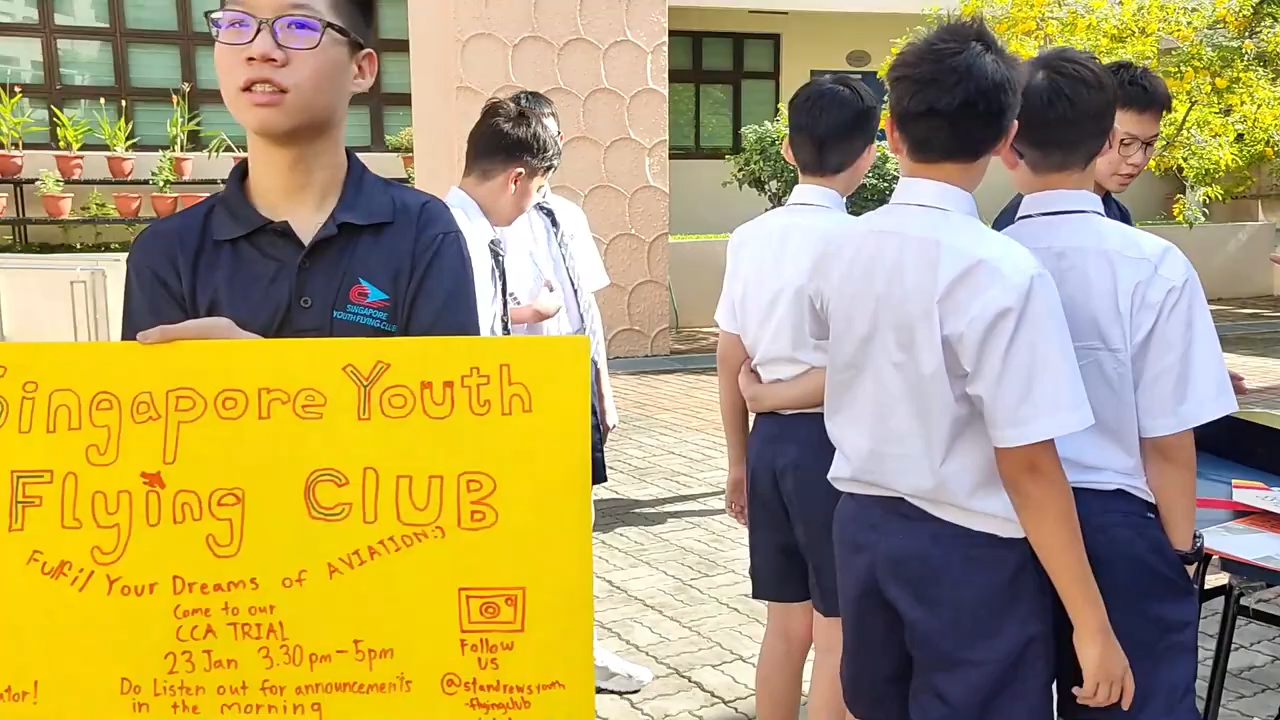 SINGAPORE
YOUTH FLYING CLUB
Singapore Youth
Flying CLUB
Fulfil Your Dreams of AVIATION:)
Come to our
CCA TRIAL
23 Jan 3.30pm-5pm
Do Listen out for announcements
in the morning
ator!
Follow
us
@standrewsyouth
-flyingclub